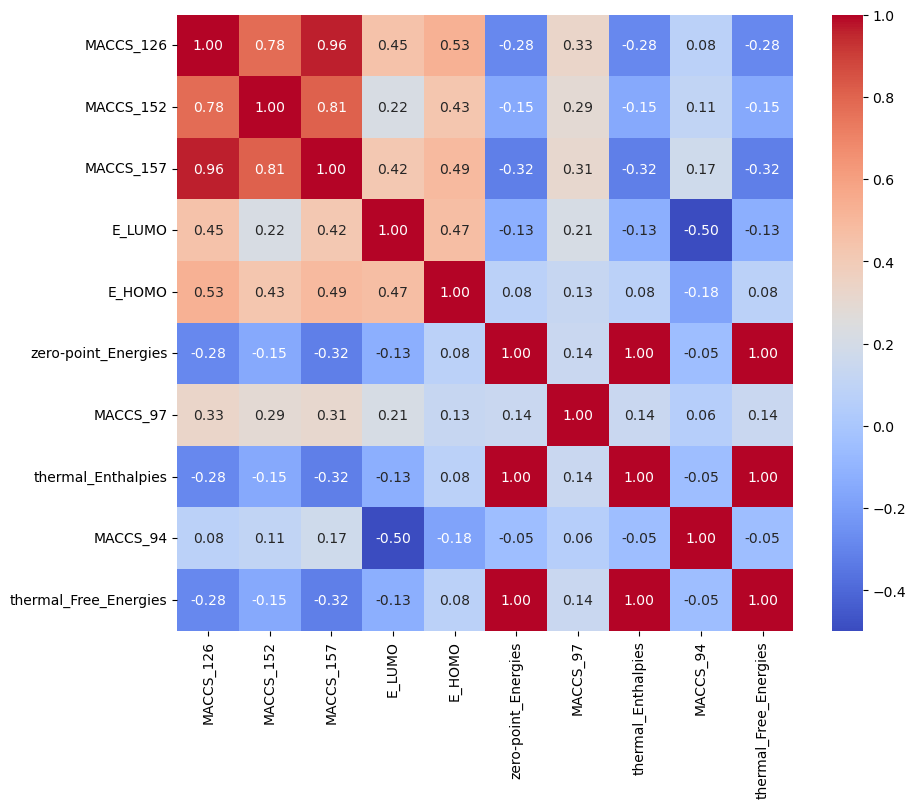 MACCS_126 1.00 0.78 0.96 0.45 0.53 -0.28 0.33 -0.28 0.08 -0.28
MACCS_152 0.78 1.00 0.81 0.22 0.43 -0.15 0.29 -0.15 0.11 -0.15
MACCS_157 0.96 0.81 1.00 0.42 0.49 -0.32 0.31 -0.32 0.17 -0.32
E_LUMO 0.45 0.22 0.42 1.00 0.47 -0.13 0.21 -0.13 -0.50 -0.13
E_HOMO 0.53 0.43 0.49 0.47 1.00 0.08 0.13 0.08 -0.18 0.08
zero-point_Energies -0.28 -0.15 -0.32 -0.13 0.08 1.00 0.14 1.00 -0.05 1.00
MACCS_97 0.33 0.29 0.31 0.21 0.13 0.14 1.00 0.14 0.06 0.14
thermal_Enthalpies -0.28 -0.15 -0.32 -0.13 0.08 1.00 0.14 1.00 -0.05 1.00
MACCS_94 0.08 0.11 0.17 -0.50 -0.18 -0.05 0.06 -0.05 1.00 -0.05
thermal_Free_Energies -0.28 -0.15 -0.32 -0.13 0.08 1.00 0.14 1.00 -0.05 1.00
MACCS_126
MACCS_152
MACCS_157
E_LUMO
E_HOMO
zero-point_Energies
MACCS_97
thermal_Enthalpies
MACCS_94
thermal_Free_Energies
1.0
0.8
0.6
0.4
0.2
0.0
−0.2
−0.4